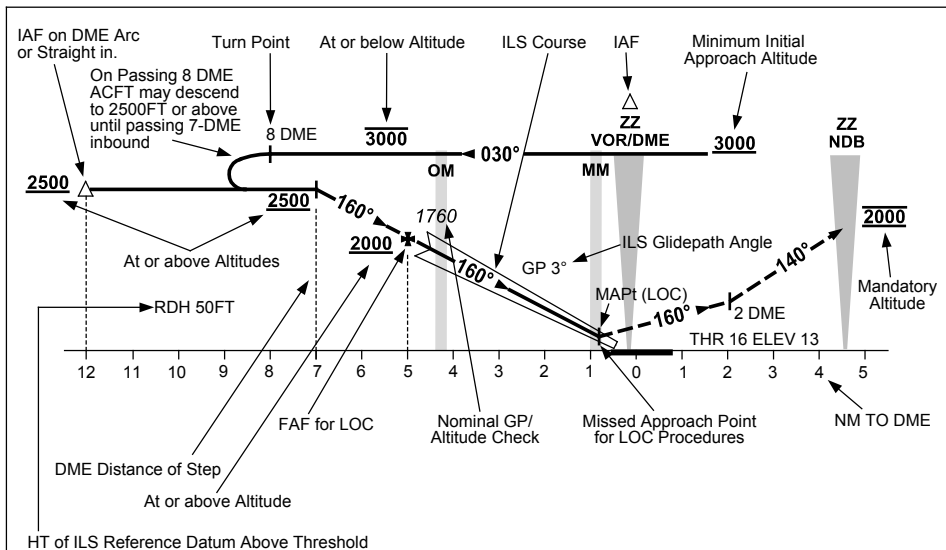 IAF on DME Arc
or Straight in.
Turn Point
At or below Altitude
ILS Course
IAF
Minimum Initial
Approach Altitude
On Passing 8 DME
ACFT may descend
to 2500FT or above
until passing 7-DME
inbound
8 DME
3000
ZZ
VOR/DME
3000
ZZ
NDB
OM
030°
MM
2500
2500
160°
1760
2000
2000
At or above Altitudes
160°
GP 3°
ILS Glidepath Angle
140°
Mandatory
Altitude
RDH 50FT
MAPt (LOC)
160°
2 DME
THR 16 ELEV 13
12 11 10 9 8 7 6 5 4 3 2 1 0 1 2 3 4 5
FAF for LOC
Nominal GP/
Altitude Check
Missed Approach Point
for LOC Procedures
NM TO DME
DME Distance of Step
At or above Altitude
HT of ILS Reference Datum Above Threshold